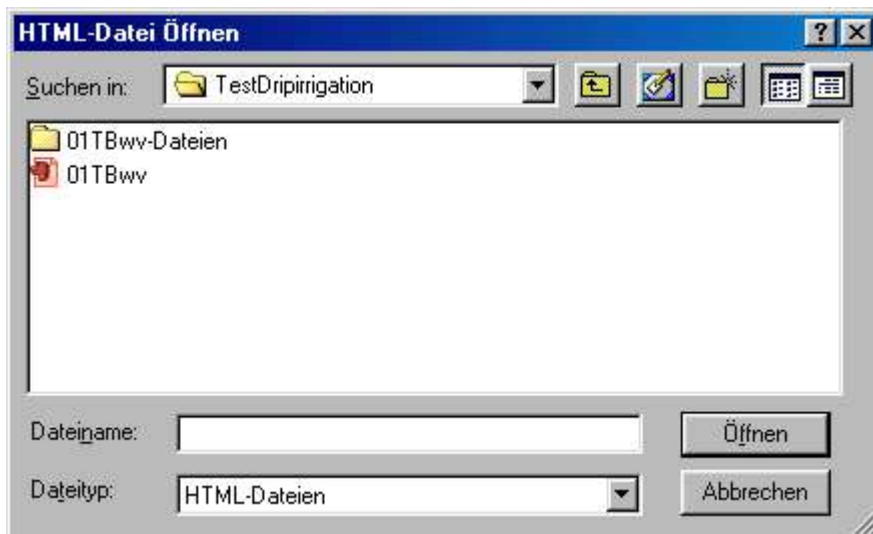 HTML-Datei Öffnen
Suchen in: TestDripirrigation
01TBwv-Dateien
01TBwv
Dateiname: Öffnen
Dateityp: HTML-Dateien Abbrechen